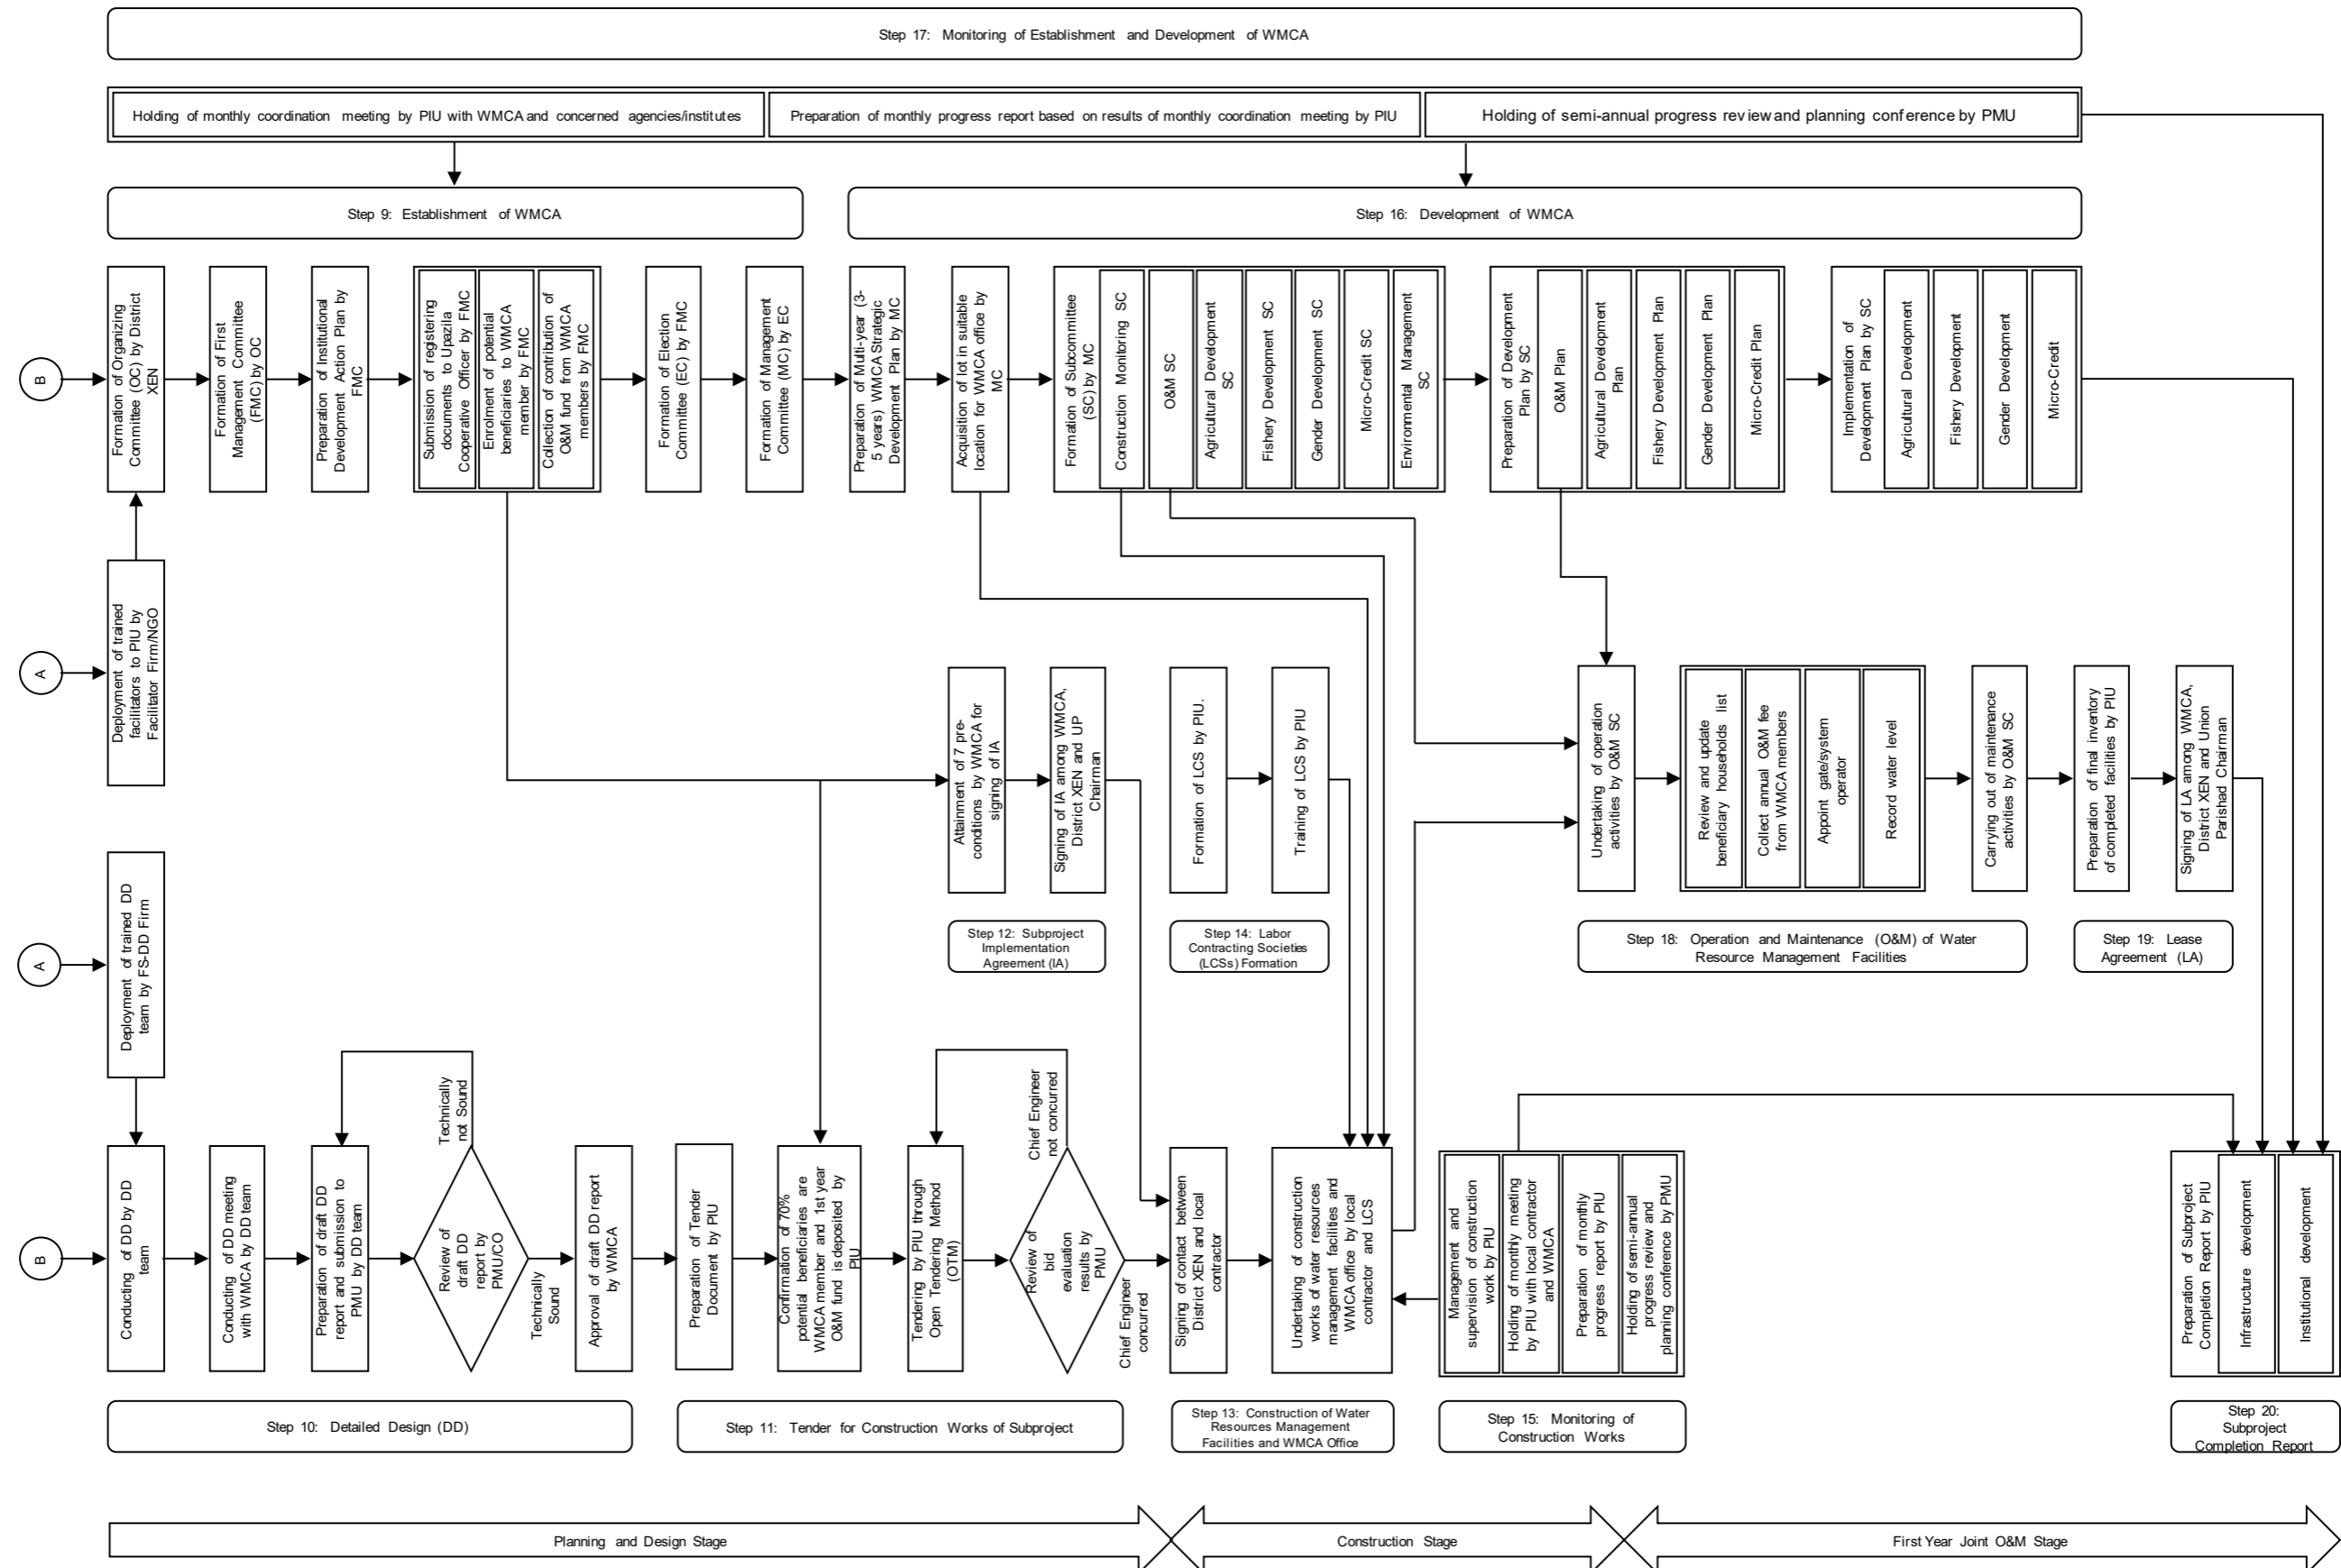 Step 17: Monitoring of Establishment and Development of WMCA
Holding of monthly coordination meeting by PIU with WMCA and concerned agencies/institutes
Preparation of monthly progress report based on results of monthly coordination meeting by PIU
Holding of semi-annual progress review and planning conference by PMU
Step 9: Establishment of WMCA
Step 16: Development of WMCA
B
Formation of Organizing
Committee (OC) by District
XEN
Formation of First
Management Committee
(FMC) by OC
Preparation of Institutional
Development Action Plan by
FMC
Submission of registering
documents to Upazila
Cooperative Officer by FMC
Enrolment of potential
beneficiaries to WMCA
member by FMC
Collection of contribution of
O&M fund from WMCA
members by FMC
Formation of Election
Committee (EC) by FMC
Formation of Management
Committee (MC) by EC
Preparation of Multi-year (3-
5 years) WMCA Strategic
Development Plan by MC
Acquisition of lot in suitable
location for WMCA office by
MC
Formation of Subcommittee
(SC) by MC
Construction Monitoring SC
O&M SC
Agricultural Development
SC
Fishery Development SC
Gender Development SC
Micro-Credit SC
Environmental Management
SC
Preparation of Development
Plan by SC
O&M Plan
Agricultural Development
Plan
Fishery Development Plan
Gender Development Plan
Micro-Credit Plan
Implementation of
Development Plan by SC
Agricultural Development
Fishery Development
Gender Development
Micro-Credit
A
Deployment of trained
facilitators to PIU by
Facilitator Firm/NGO
Attainment of 7 pre-
conditions by WMCA for
signing of IA
Signing of IA among WMCA,
District XEN and UP
Chairman
Formation of LCS by PIU.
Training of LCS by PIU
Undertaking of operation
activities by O&M SC
Review and update
beneficiary households list
Collect annual O&M fee
from WMCA members
Appoint gate/system
operator
Record water level
Carrying out of maintenance
activities by O&M SC
Preparation of final inventory
of completed facilities by PIU
Signing of LA among WMCA,
District XEN and Union
Parishad Chairman
Step 12: Subproject
Implementation
Agreement (IA)
Step 14: Labor
Contracting Societies
(LCSs) Formation
Step 18: Operation and Maintenance (O&M) of Water
Resource Management Facilities
Step 19: Lease
Agreement (LA)
A
Deployment of trained DD
team by FS-DD Firm
B
Conducting of DD by DD
team
Conducting of DD meeting
with WMCA by DD team
Preparation of draft DD
report and submission to
PMU by DD team
Technically
not Sound
Review of
draft DD
report by
PMU/CO
Technically
Sound
Approval of draft DD report
by WMCA
Preparation of Tender
Document by PIU
Confirmation of 70%
potential beneficiaries are
WMCA member and 1st year
O&M fund is deposited by
PIU
Tendering by PIU through
Open Tendering Method
(OTM)
Chief Engineer
not concurred
Review of
bid
evaluation
results by
PMU
Chief Engineer
concurred
Signing of contact between
District XEN and local
contractor
Undertaking of construction
works of water resources
management facilities and
WMCA office by local
contractor and LCS
Management and
supervision of construction
work by PIU
Holding of monthly meeting
by PIU with local contractor
and WMCA
Preparation of monthly
progress report by PIU
Holding of semi-annual
progress review and
planning conference by PMU
Preparation of Subproject
Completion Report by PIU
Infrastructure development
Institutional development
Step 10: Detailed Design (DD)
Step 11: Tender for Construction Works of Subproject
Step 13: Construction of Water
Resources Management
Facilities and WMCA Office
Step 15: Monitoring of
Construction Works
Step 20:
Subproject
Completion Report
Planning and Design Stage
Construction Stage
First Year Joint O&M Stage